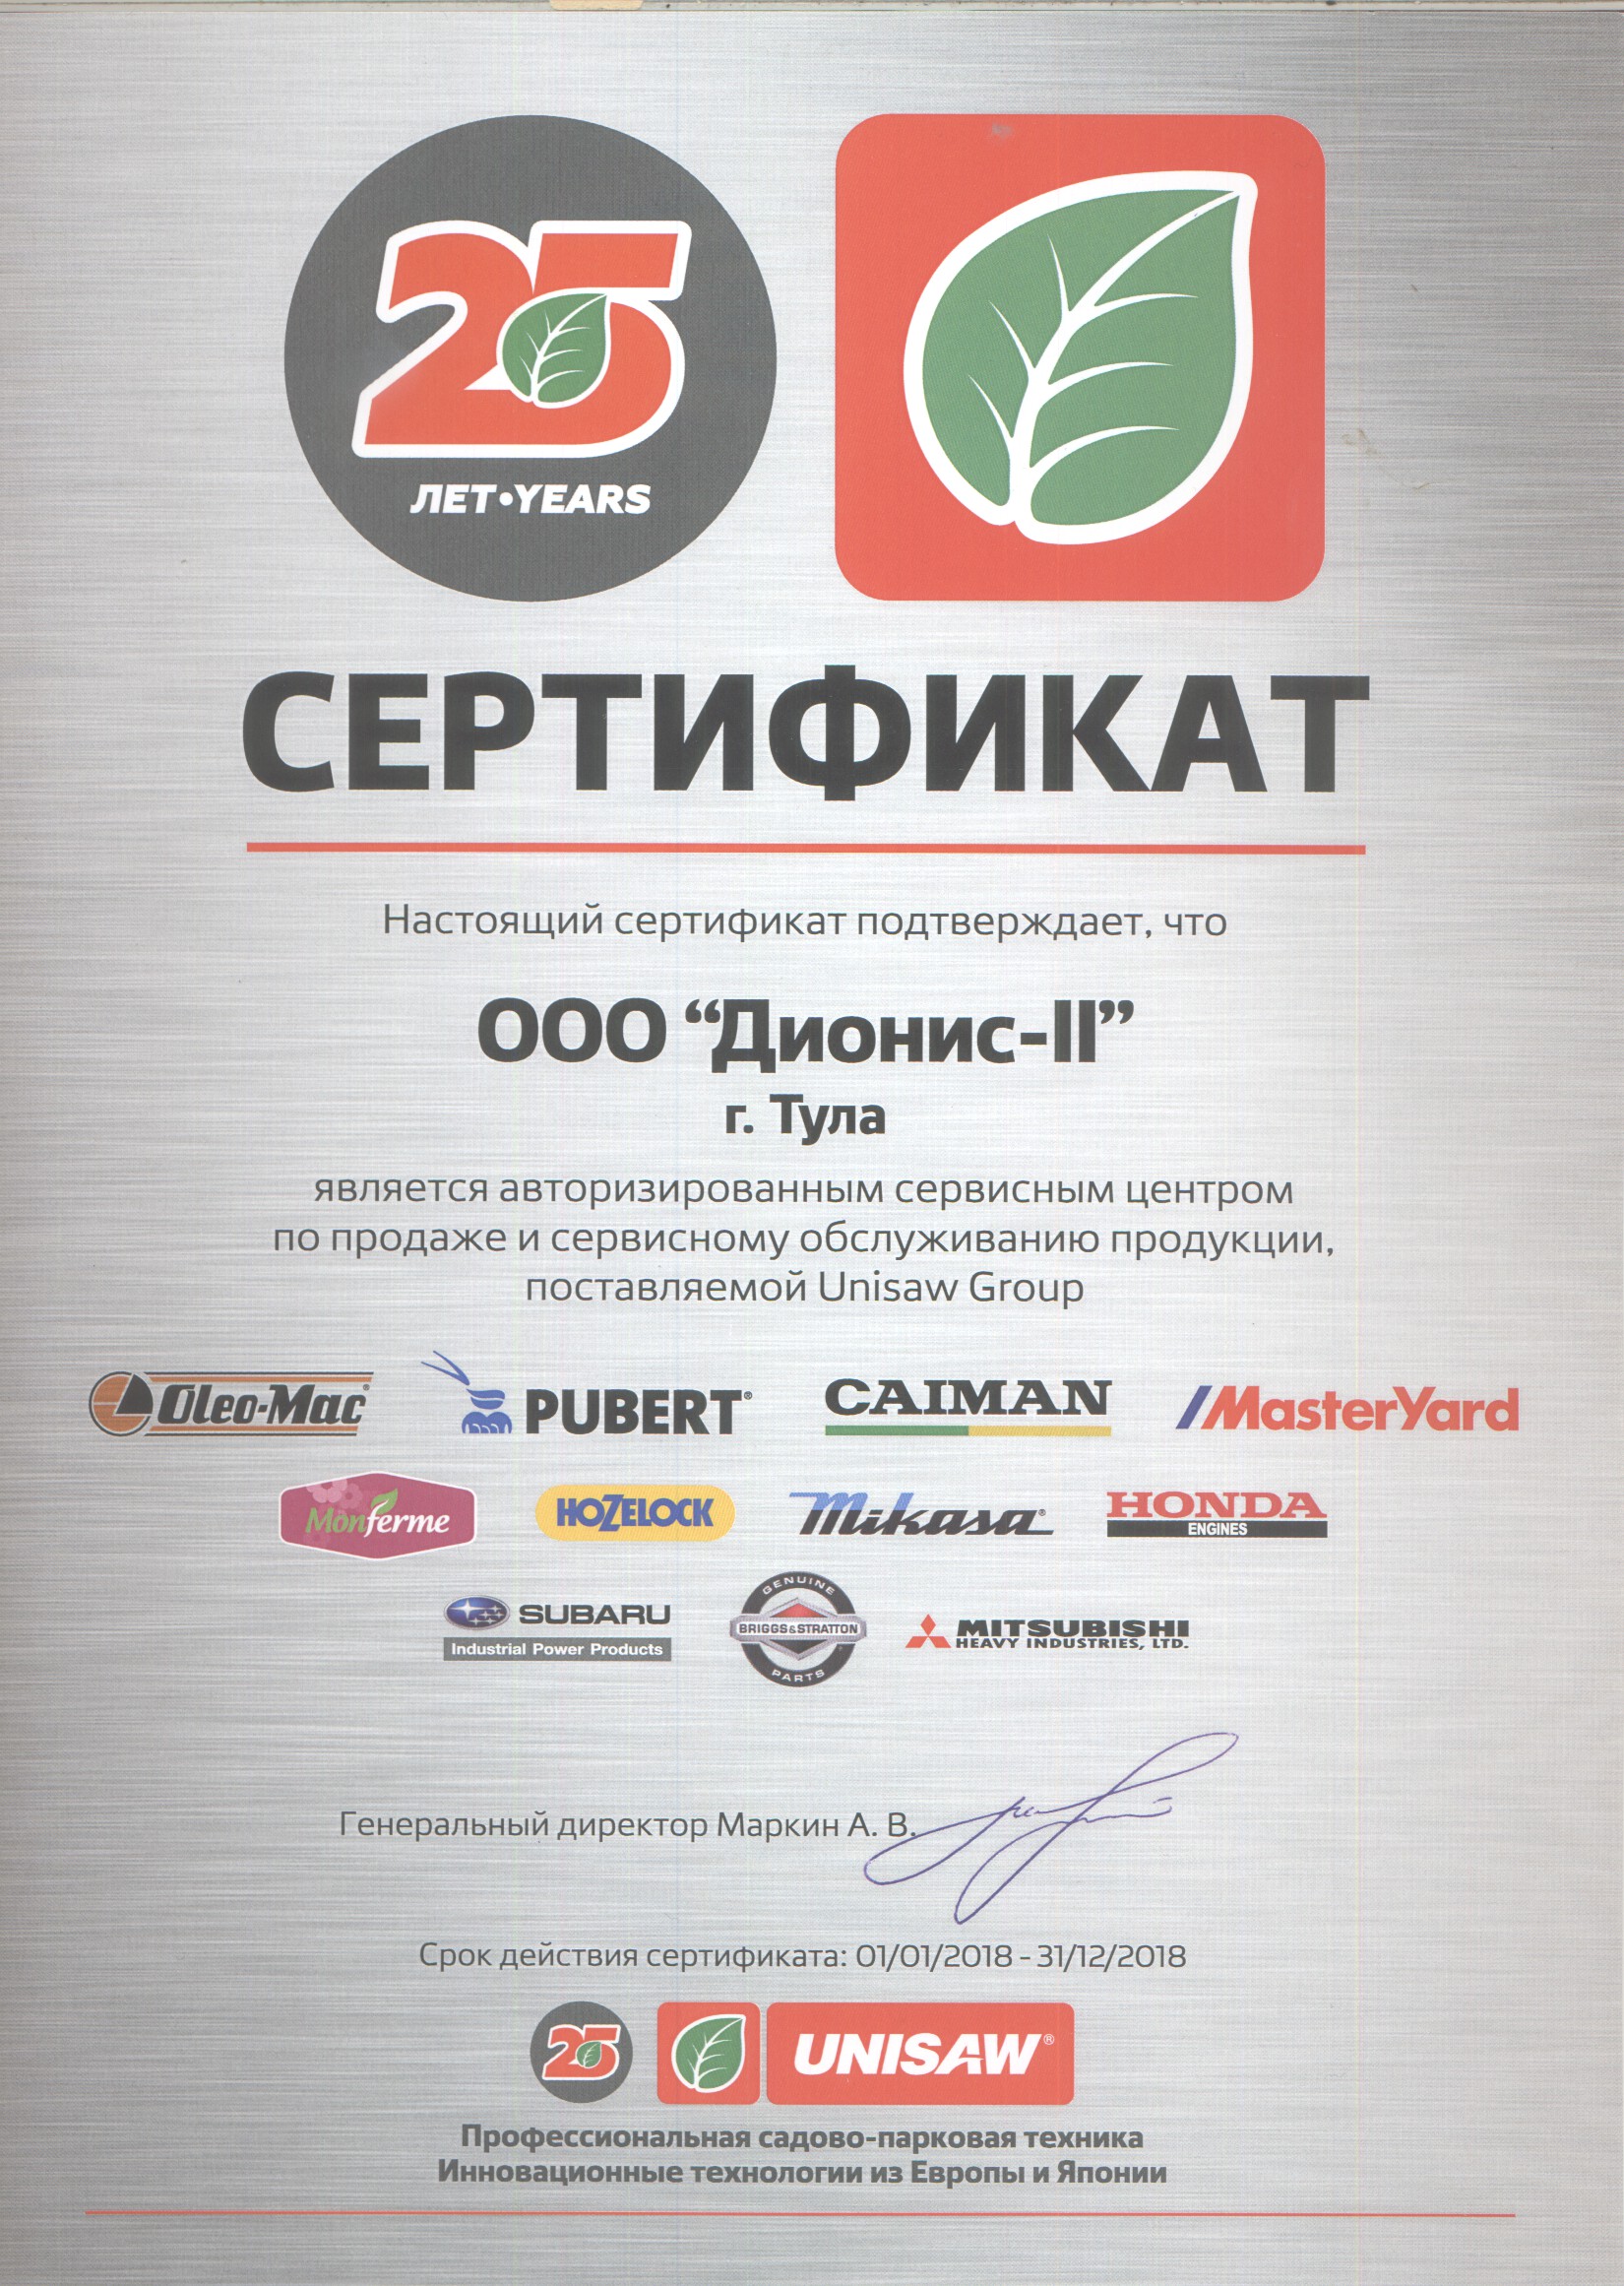 25
ЛЕТ•YEARS
СЕРТИФИКАТ
Настоящий сертификат подтверждает, что
ООО “Дионис-II”
г. Тула
является авторизированным сервисным центром
по продаже и сервисному обслуживанию продукции,
поставляемой Unisaw Group
Oleo-Mac® PUBERT® CAIMAN MasterYard
Monferme HOZELOCK Mikasa® HONDA
ENGINES
SUBARU
Industrial Power Products
GENUINE
BRIGGS&STRATTON
PARTS
MITSUBISHI
HEAVY INDUSTRIES, LTD.
Генеральный директор Маркин А. В.
Срок действия сертификата: 01/01/2018 - 31/12/2018
25 UNISAW®
Профессиональная садово-парковая техника
Инновационные технологии из Европы и Японии